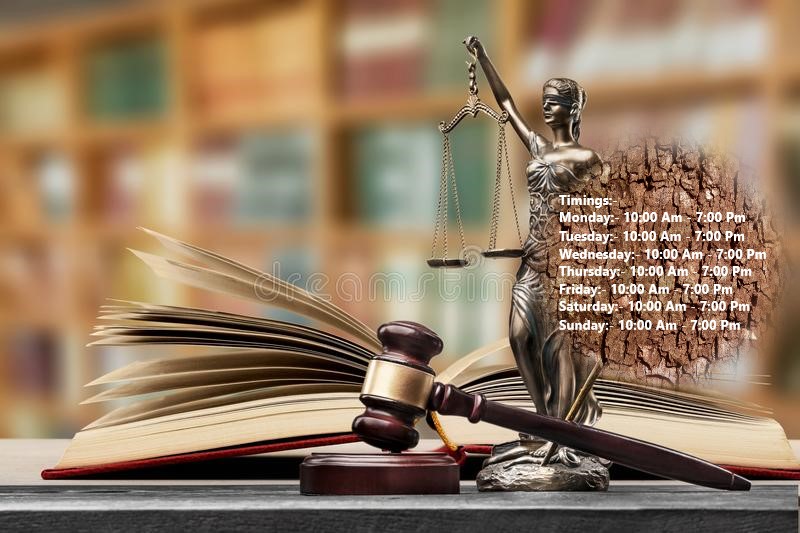 Timings:-
Monday:- 10:00 Am - 7:00 Pm
Tuesday:- 10:00 Am - 7:00 Pm
Wednesday:- 10:00 Am - 7:00 Pm
Thursday:- 10:00 Am - 7:00 Pm
Friday:- 10:00 Am - 7:00 Pm
Saturday:- 10:00 Am - 7:00 Pm
Sunday:- 10:00 Am - 7:00 Pm
dreamstime